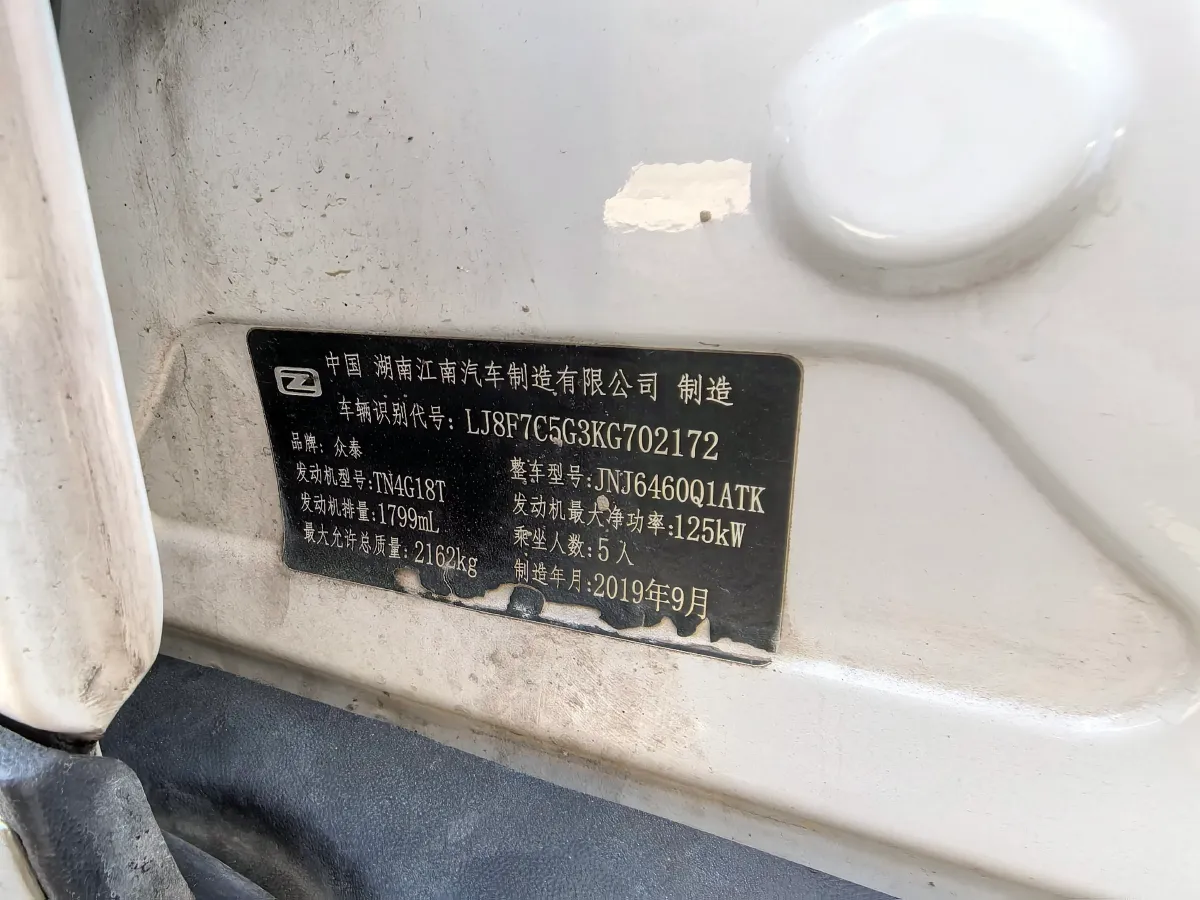 中国 湖南江南汽车制造有限公司 制造
车辆识别代号：LJ8F7C5G3KG702172
品牌：众泰
整车型号：JNJ6460Q1ATK
发动机型号：TN4G18T
发动机最大净功率：125kW
发动机排量：1799mL
乘坐人数：5人
最大允许总质量：2162kg
制造年月：2019年9月